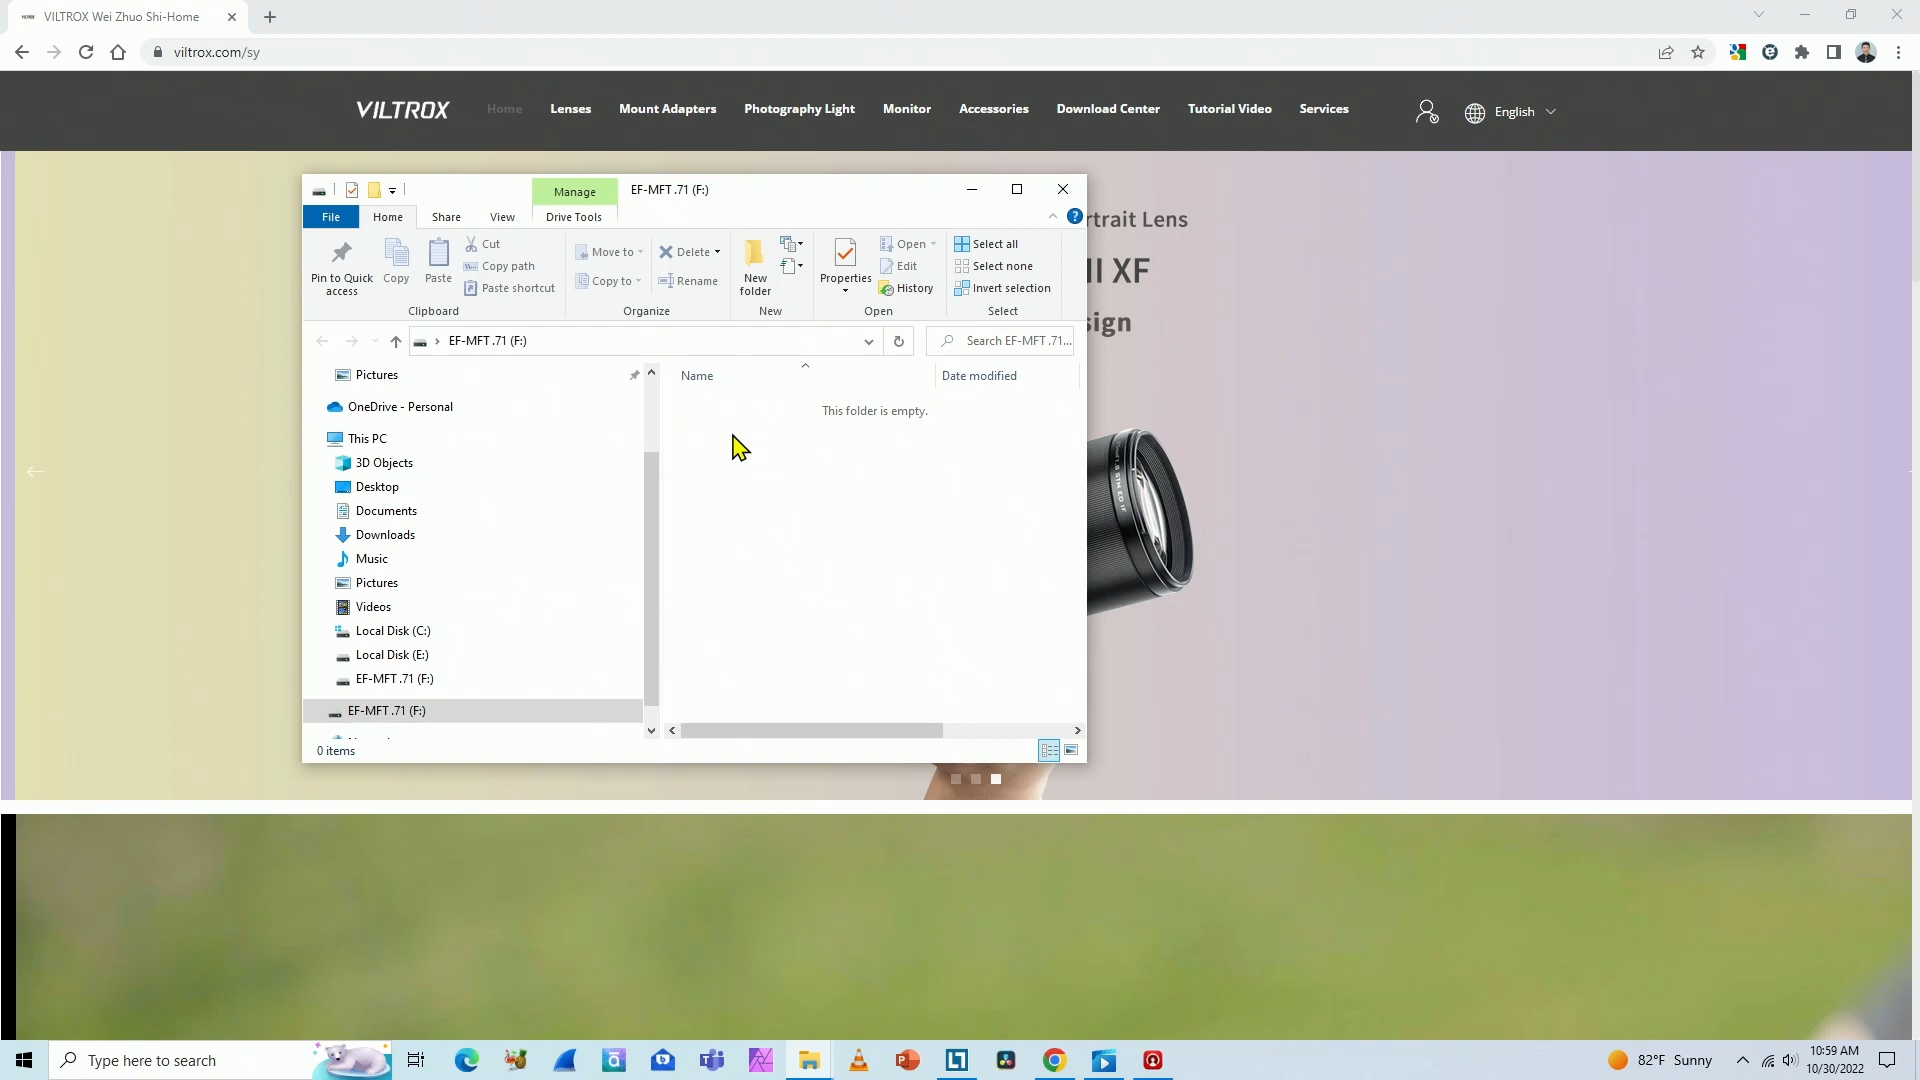 VILTROX Wei Zhuo Shi-Home
viltrox.com/sy
VILTROX
Home
Lenses
Mount Adapters
Photography Light
Monitor
Accessories
Download Center
Tutorial Video
Services
English
Manage
EF-MFT .71 (F:)
File
Home
Share
View
Drive Tools
Pin to Quick
access
Copy
Paste
Cut
Copy path
Paste shortcut
Clipboard
Move to
Copy to
Delete
Rename
Organize
New
folder
New
Properties
Open
Edit
History
Open
Select all
Select none
Invert selection
Select
rtrait Lens
II XF
sign
EF-MFT .71 (F:)
Search EF-MFT .71...
Pictures
OneDrive - Personal
This PC
3D Objects
Desktop
Documents
Downloads
Music
Pictures
Videos
Local Disk (C:)
Local Disk (E:)
EF-MFT .71 (F:)
EF-MFT .71 (F:)
0 items
Name
Date modified
This folder is empty.
Type here to search
82°F Sunny
10:59 AM
10/30/2022